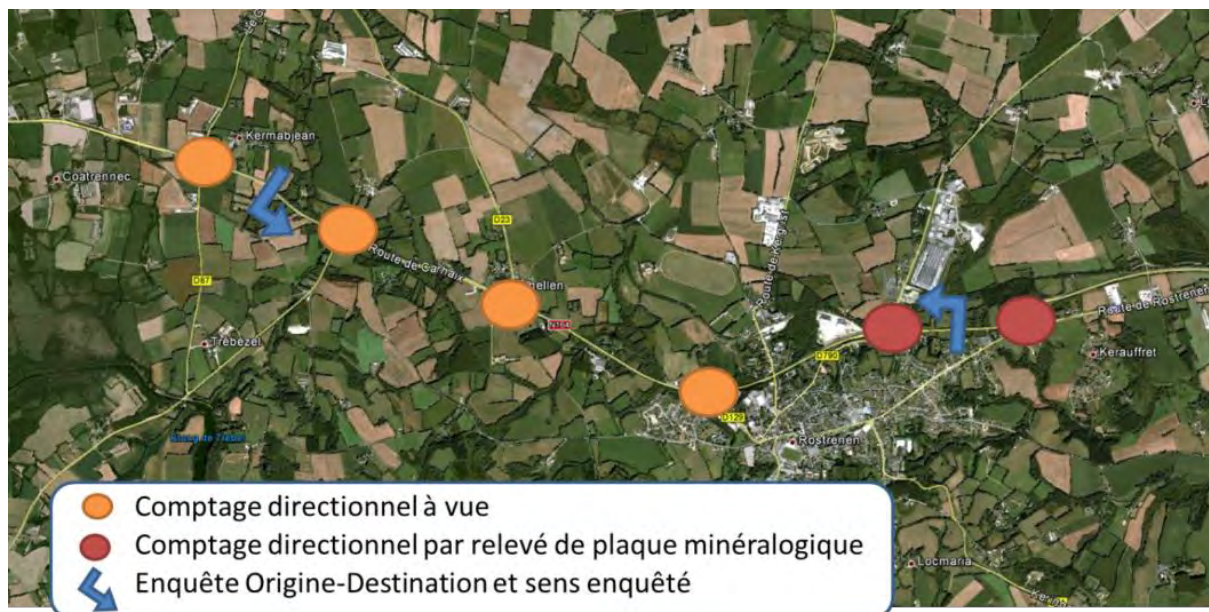 Kermabjean
Coatrennec
Route de Carhaix
D23
D87
Trébezel
Route de Rostrenen
Kerauffret
D790
D129
Rostrenen
Locmaria
Comptage directionnel à vue
Comptage directionnel par relevé de plaque minéralogique
Enquête Origine-Destination et sens enquêté